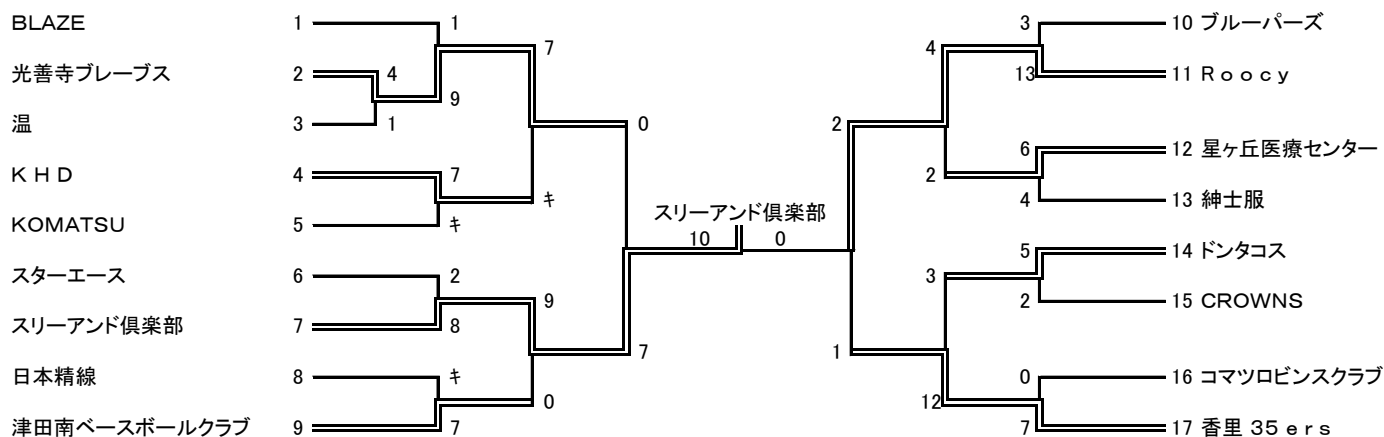 BLAZE 1 1
7
光善寺ブレーブス 2 4
9
温 3 1
0
KHD 4 7
キ
KOMATSU 5 キ
スターエース 6 2
9
スリーアンド倶楽部 7 8
7
日本精線 8 キ
0
津田南ベースボールクラブ 9 7
スリーアンド倶楽部
10 0
3 10 ブルーパーズ
4
13 11 Roocy
2
6 12 星ヶ丘医療センター
2
4 13 紳士服
5 14 ドンタコス
3
2 15 CROWNS
1
0 16 コマツロビンスクラブ
12
7 17 香里 35ers